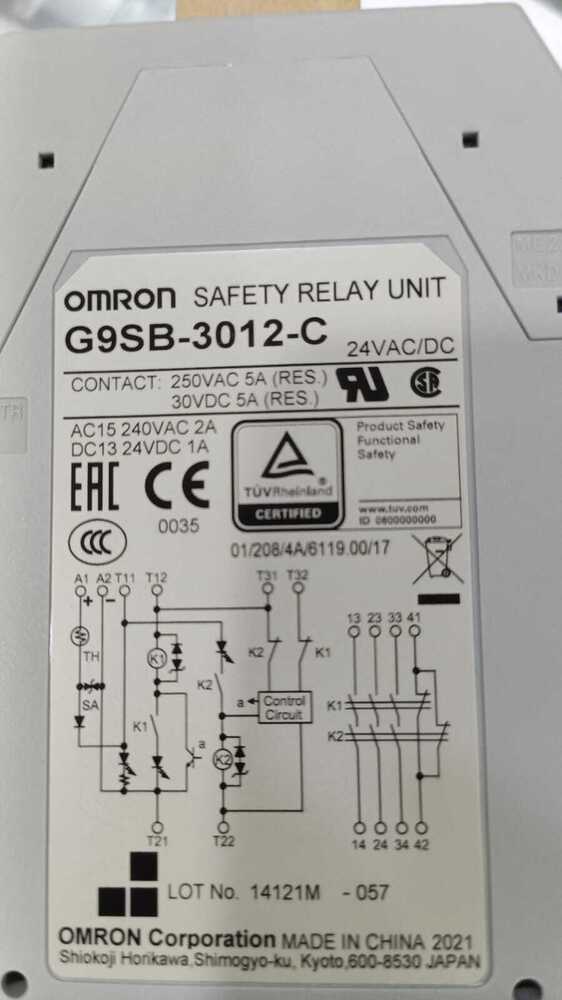 OMRON SAFETY RELAY UNIT
G9SB-3012-C 24VAC/DC
CONTACT: 250VAC 5A (RES.)
30VDC 5A (RES.)
AC15 240VAC 2A
DC13 24VDC 1A
RU
SA
TÜVRheinland®
CERTIFIED
Product Safety
Functional
Safety
www.tuv.com
ID 0600000000
EAC CE
0035
CCC
01/208/4A/6119.00/17
A1 A2 T11 T12 T31 T32
+ −
13 23 33 41
TH
K1
K2 K1
SA
K2
a Control
Circuit
K1
K1 a
K2
K2
T21 T22
14 24 34 42
LOT No. 14121M - 057
OMRON Corporation MADE IN CHINA 2021
Shiokoji Horikawa,Shimogyo-ku, Kyoto,600-8530 JAPAN